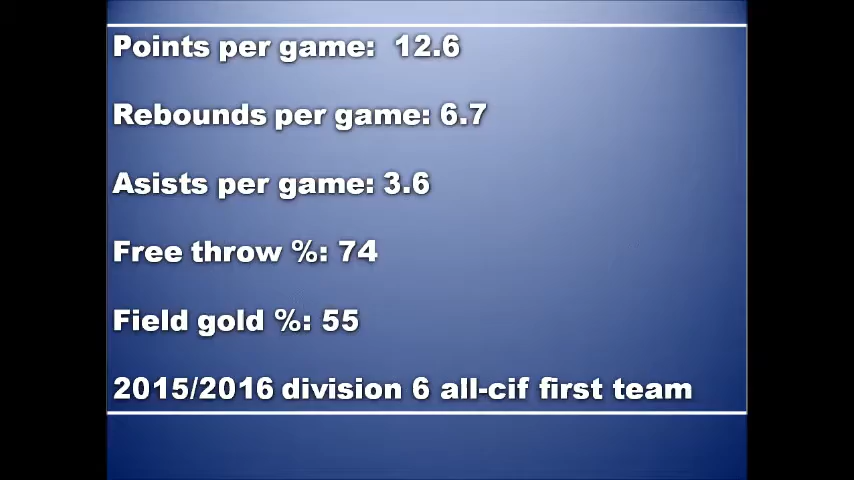 Points per game:  12.6
Rebounds per game: 6.7
Asists per game: 3.6
Free throw %: 74
Field gold %: 55
2015/2016 division 6 all-cif first team